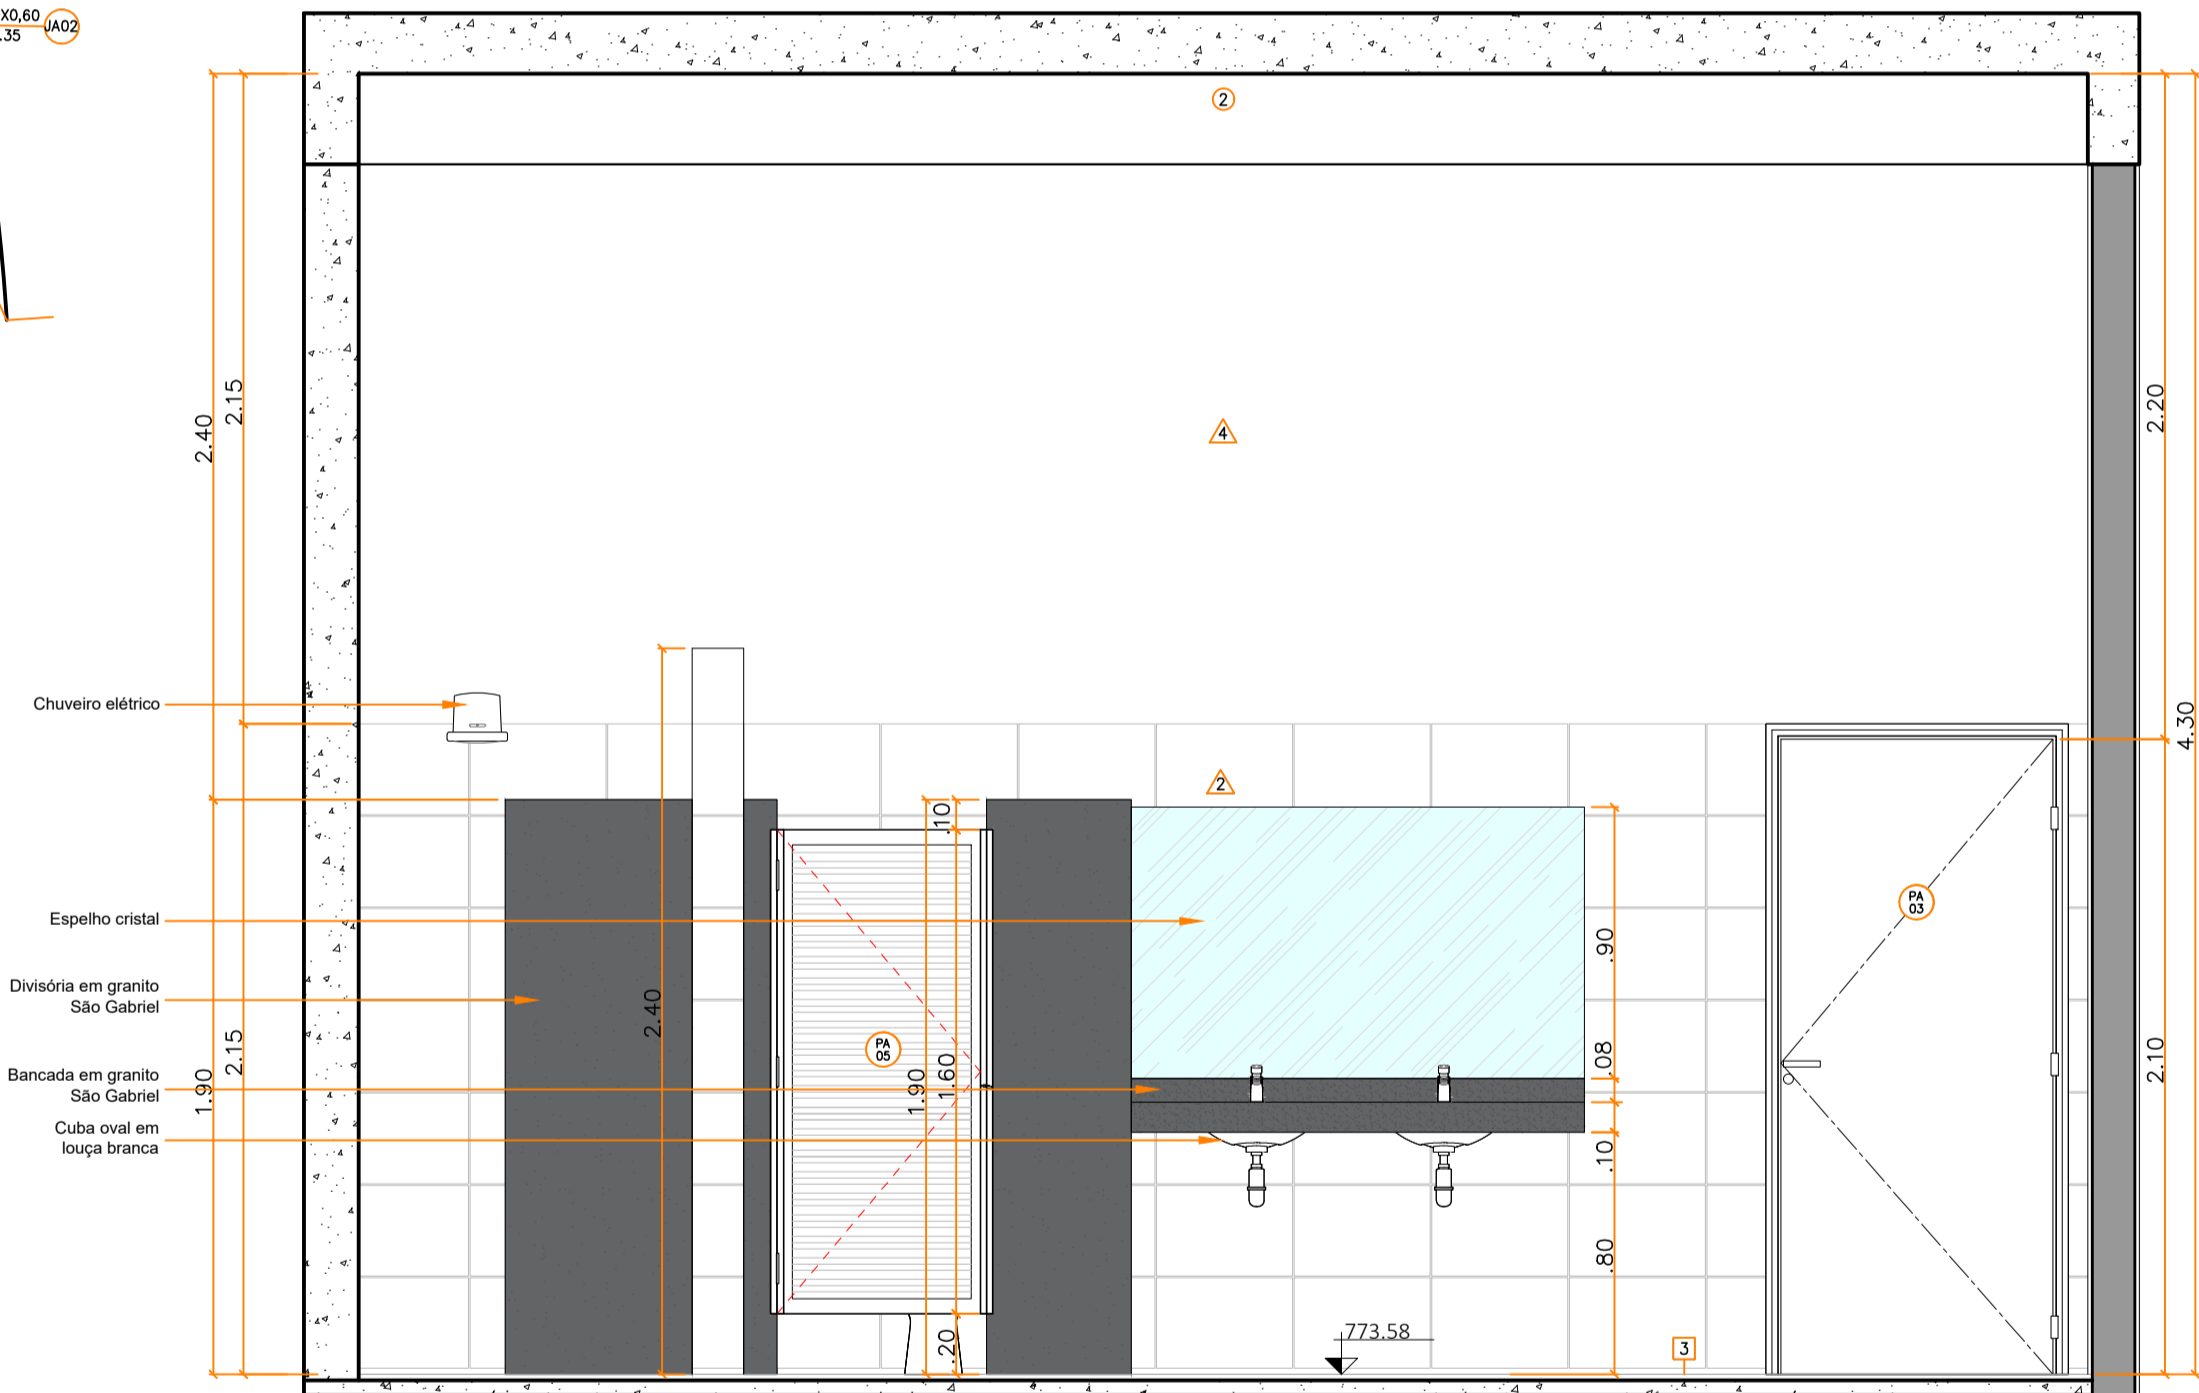 X0,60
.35
JA02
2
4
2.40
2.15
2.20
4.30
Chuveiro elétrico
2
.10
Espelho cristal
PA
03
.90
Divisória em granito
São Gabriel
2.40
PA
05
2.15
1.90
1.90
1.60
.08
2.10
Bancada em granito
São Gabriel
Cuba oval em
louça branca
.10
.80
773.58
.20
3